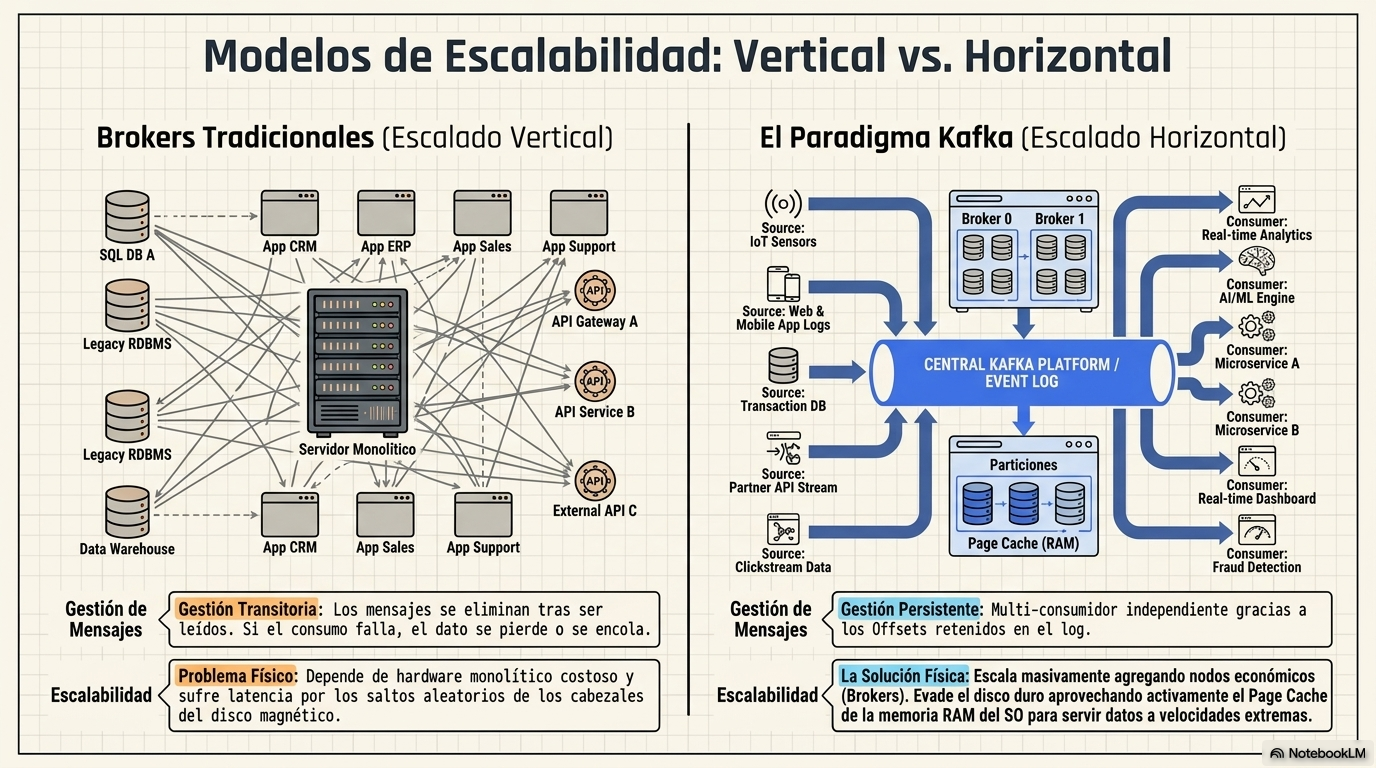 Modelos de Escalabilidad: Vertical vs. Horizontal
Brokers Tradicionales (Escalado Vertical)
SQL DB A
App CRM
App ERP
App Sales
App Support
Legacy RDBMS
API
API Gateway A
API
API Service B
Legacy RDBMS
Servidor Monolítico
API
External API C
Data Warehouse
App CRM
App Sales
App Support
Gestión de
Mensajes
Gestión Transitoria: Los mensajes se eliminan tras ser
leídos. Si el consumo falla, el dato se pierde o se encola.
Escalabilidad
Problema Físico: Depende de hardware monolítico costoso y
sufre latencia por los saltos aleatorios de los cabezales
del disco magnético.
El Paradigma Kafka (Escalado Horizontal)
Source:
IoT Sensors
Source: Web &
Mobile App Logs
Source:
Transaction DB
Source:
Partner API Stream
Source:
Clickstream Data
Broker 0
Broker 1
CENTRAL KAFKA PLATFORM /
EVENT LOG
Particiones
Page Cache (RAM)
Consumer:
Real-time Analytics
Consumer:
AI/ML Engine
Consumer:
Microservice A
Consumer:
Microservice B
Consumer:
Real-time Dashboard
Consumer:
Fraud Detection
Gestión de
Mensajes
Gestión Persistente: Multi-consumidor independiente gracias a
los Offsets retenidos en el log.
Escalabilidad
La Solución Física: Escala masivamente agregando nodos económicos
(Brokers). Evade el disco duro aprovechando activamente el Page Cache
de la memoria RAM del SO para servir datos a velocidades extremas.
NotebookLM